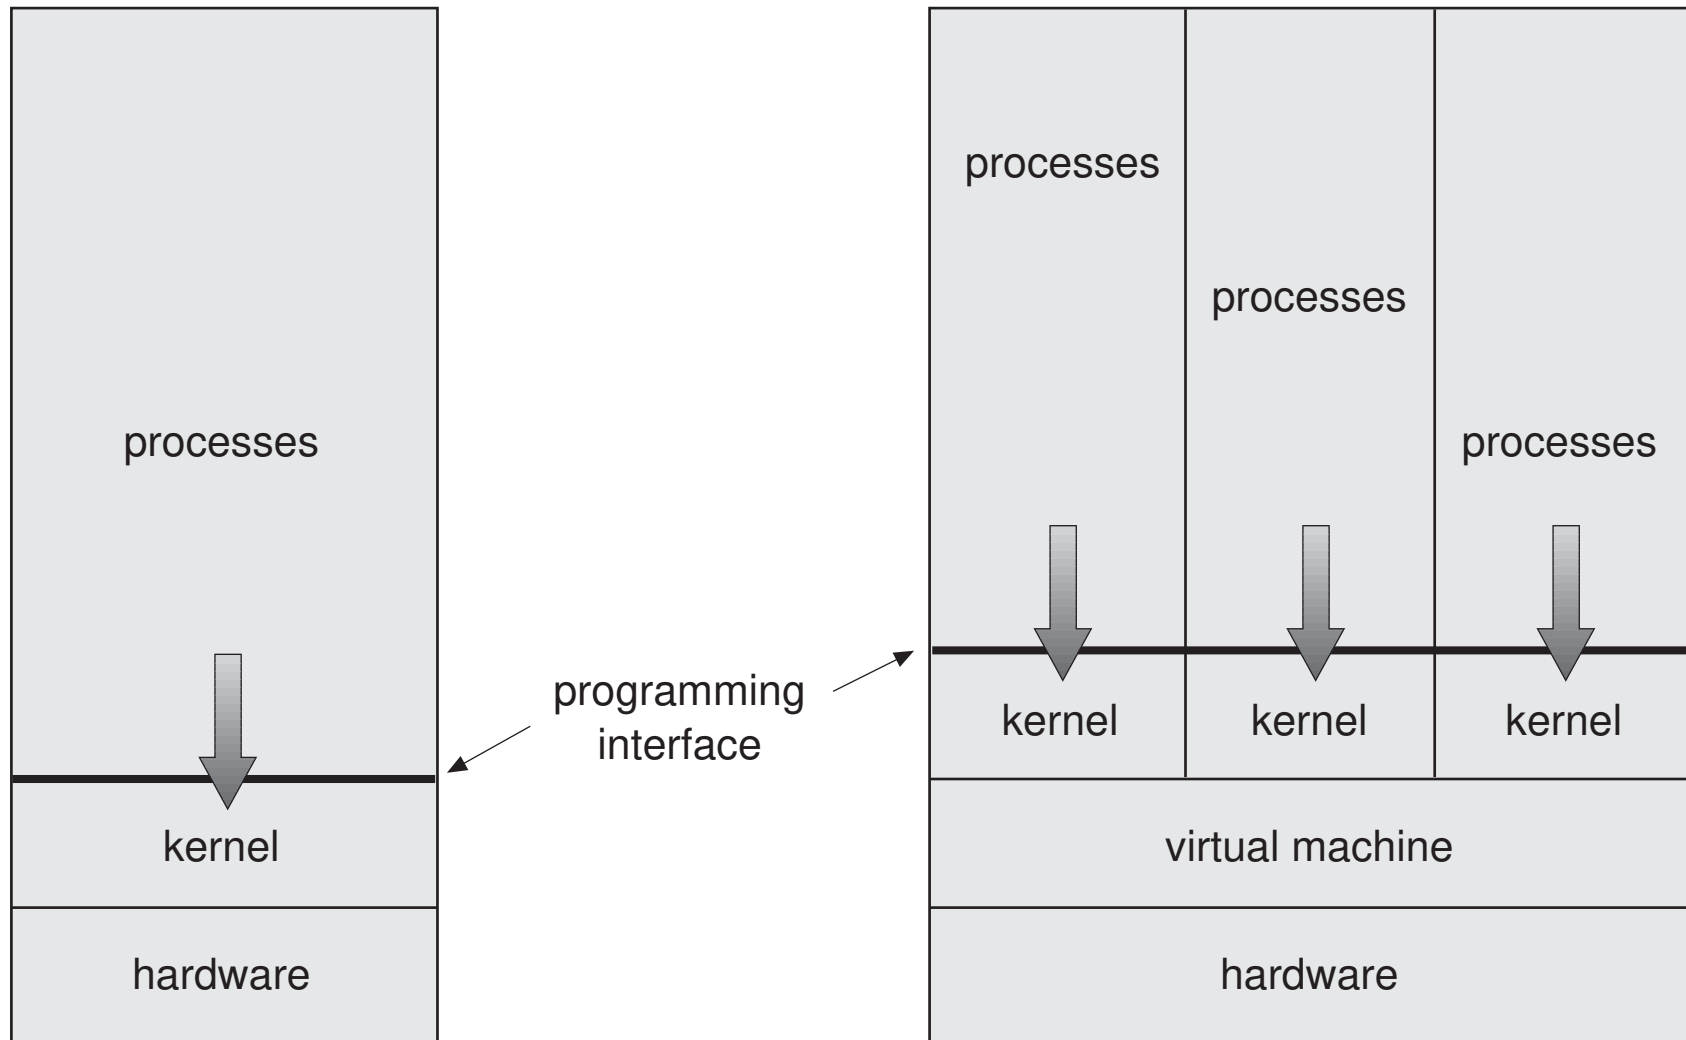 processes
kernel
hardware
programming
interface
processes
processes
processes
kernel
kernel
kernel
virtual machine
hardware